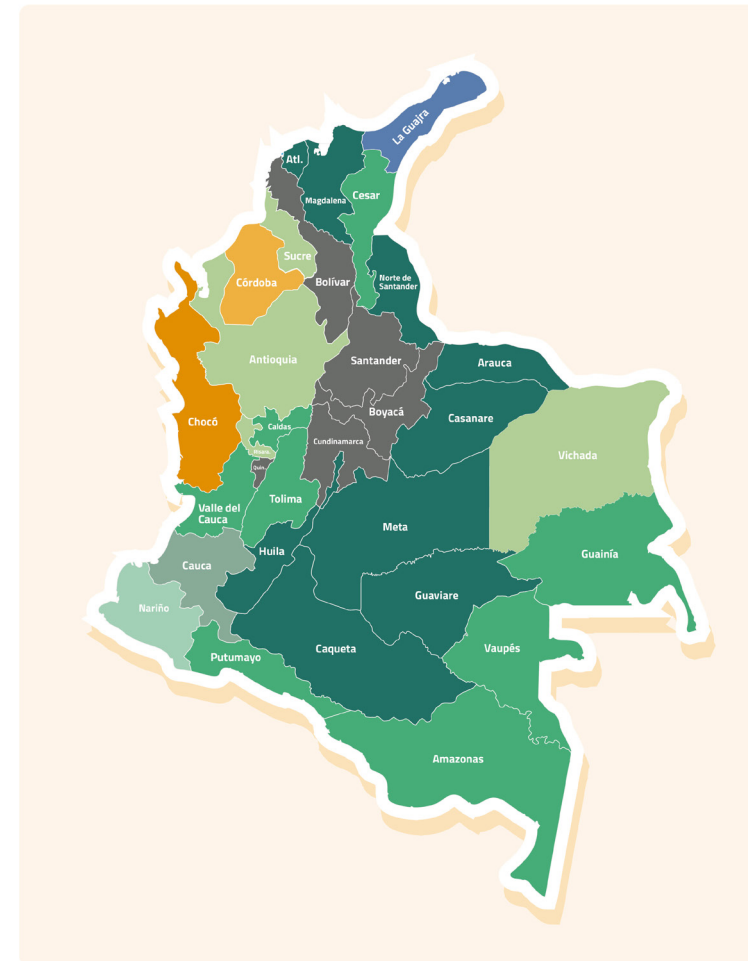 La Guajra
Atl.
Magdalena
Cesar
Sucre
Córdoba
Bolívar
Norte de
Santander
Antioquia
Santander
Arauca
Boyacá
Casanare
Chocó
Caldas
Cundinamarca
Vichada
Quin.
Tolima
Valle del
Cauca
Meta
Huila
Guainía
Cauca
Guaviare
Nariño
Caqueta
Vaupés
Putumayo
Amazonas